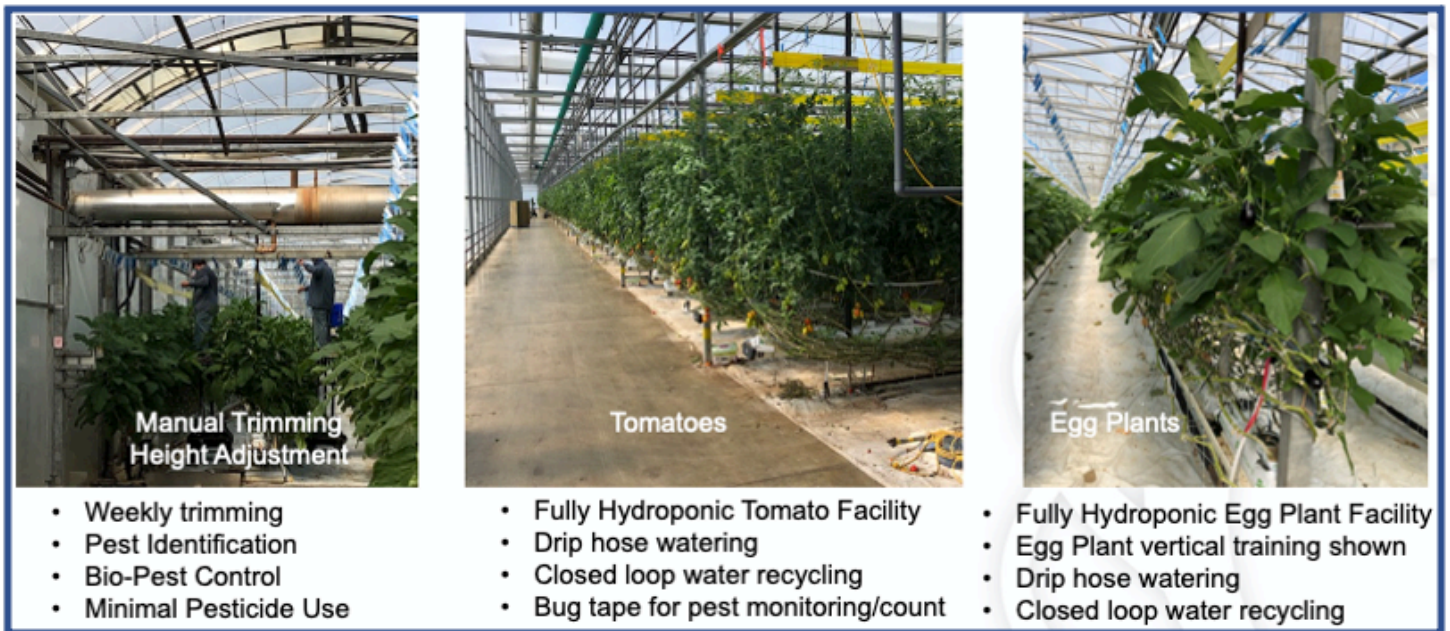 Manual Trimming
Height Adjustment
• Weekly trimming
• Pest Identification
• Bio-Pest Control
• Minimal Pesticide Use
Tomatoes
• Fully Hydroponic Tomato Facility
• Drip hose watering
• Closed loop water recycling
• Bug tape for pest monitoring/count
Egg Plants
• Fully Hydroponic Egg Plant Facility
• Egg Plant vertical training shown
• Drip hose watering
• Closed loop water recycling